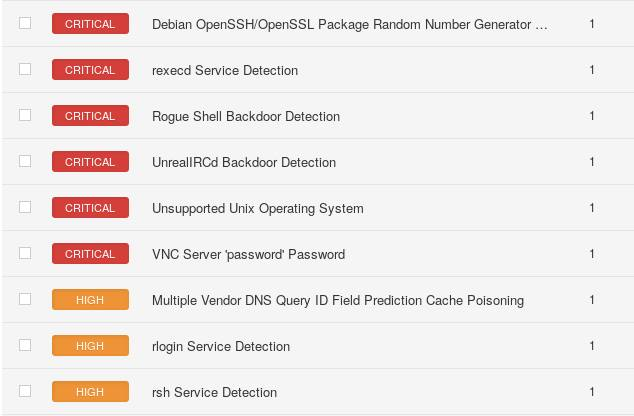 CRITICAL Debian OpenSSH/OpenSSL Package Random Number Generator ... 1
CRITICAL rexecd Service Detection 1
CRITICAL Rogue Shell Backdoor Detection 1
CRITICAL UnrealIRCd Backdoor Detection 1
CRITICAL Unsupported Unix Operating System 1
CRITICAL VNC Server 'password' Password 1
HIGH Multiple Vendor DNS Query ID Field Prediction Cache Poisoning 1
HIGH rlogin Service Detection 1
HIGH rsh Service Detection 1